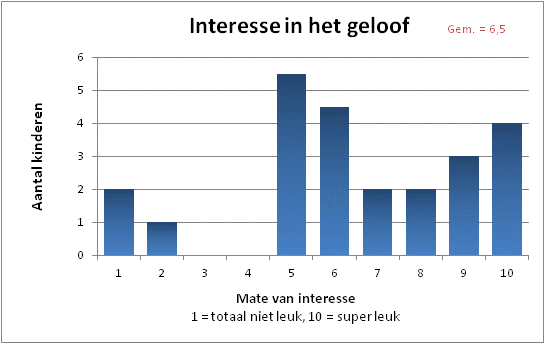 Interesse in het geloof
Gem. = 6,5
Aantal kinderen
6
5
4
3
2
1
0
1 2 3 4 5 6 7 8 9 10
Mate van interesse
1 = totaal niet leuk, 10 = super leuk